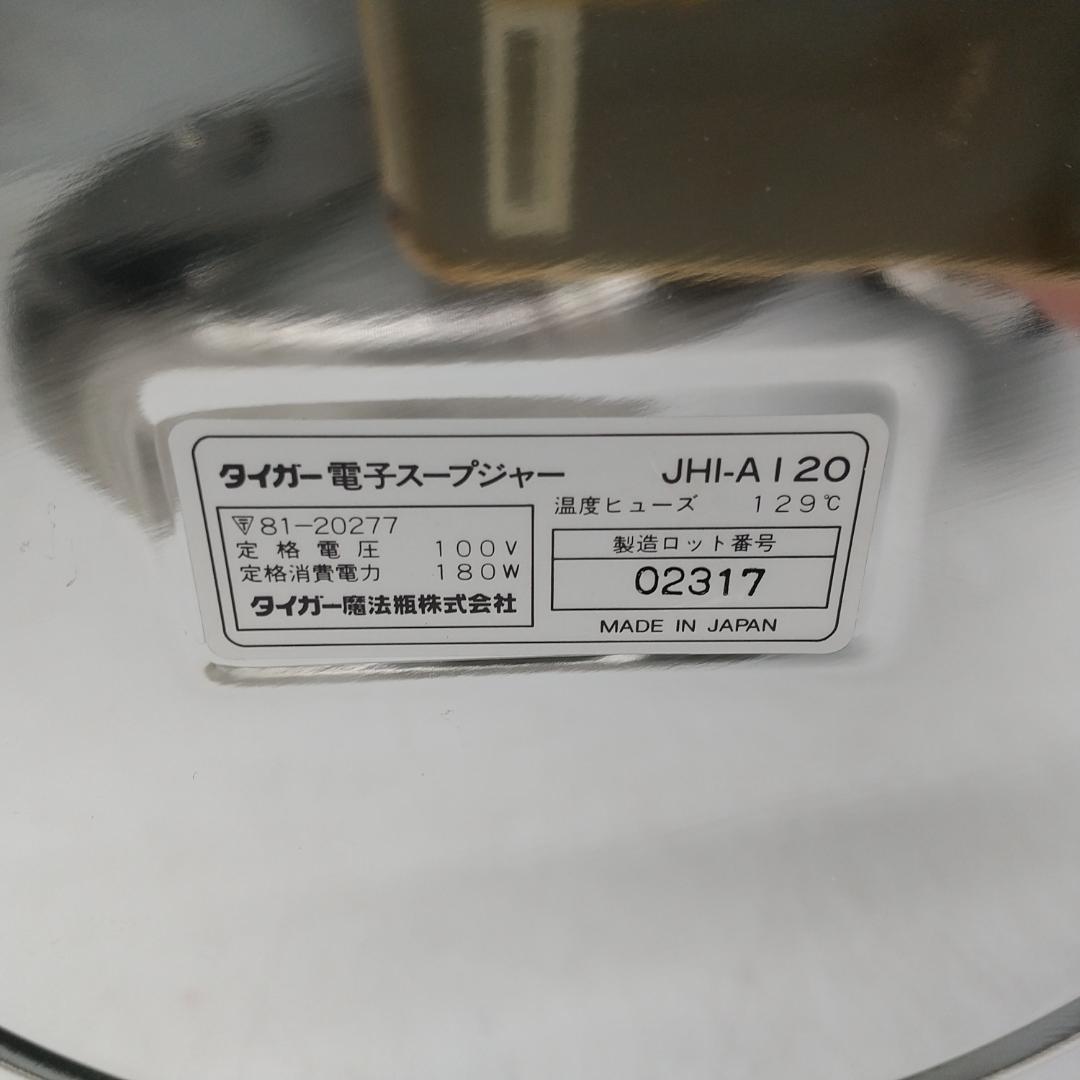 タイガー電子スープジャー JHI-A120
温度ヒューズ 129℃
81-20277
定格電圧 100V
定格消費電力 180W
タイガー魔法瓶株式会社
製造ロット番号
02317
MADE IN JAPAN